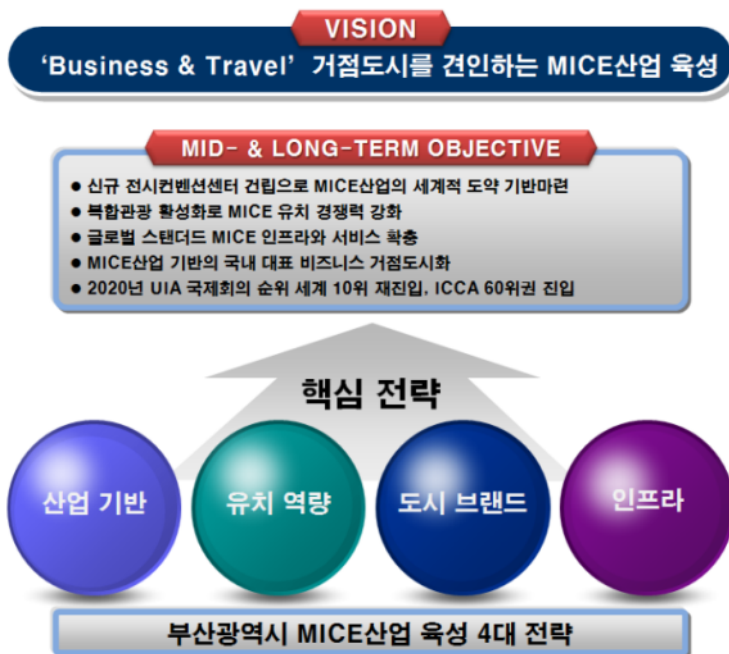 VISION
‘Business & Travel’ 거점도시를 견인하는 MICE산업 육성
MID- & LONG-TERM OBJECTIVE
● 신규 전시컨벤션센터 건립으로 MICE산업의 세계적 도약 기반마련
● 복합관광 활성화로 MICE 유치 경쟁력 강화
● 글로벌 스탠더드 MICE 인프라와 서비스 확충
● MICE산업 기반의 국내 대표 비즈니스 거점도시화
● 2020년 UIA 국제회의 순위 세계 10위 재진입, ICCA 60위권 진입
핵심 전략
산업 기반
유치 역량
도시 브랜드
인프라
부산광역시 MICE산업 육성 4대 전략